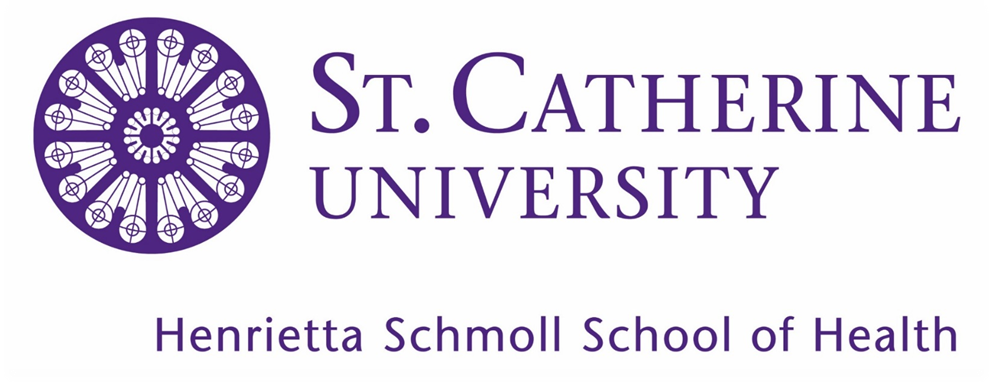 St. Catherine
University
Henrietta Schmoll School of Health